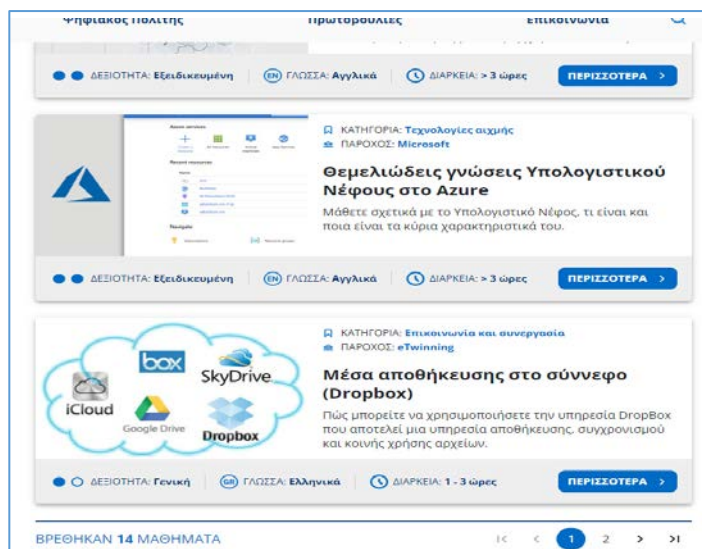 Ψηφιακός Πολίτης Πρωτοβουλίες Επικοινωνία
ΔΕΞΙΟΤΗΤΑ: Εξειδικευμένη EN ΓΛΩΣΣΑ: Αγγλικά ΔΙΑΡΚΕΙΑ: > 3 ώρες ΠΕΡΙΣΣΟΤΕΡΑ >
Azure services
Recent resources
Navigate
ΚΑΤΗΓΟΡΙΑ: Τεχνολογίες αιχμής
ΠΑΡΟΧΟΣ: Microsoft
Θεμελιώδεις γνώσεις Υπολογιστικού
Νέφους στο Azure
Μάθετε σχετικά με το Υπολογιστικό Νέφος, τι είναι και
ποια είναι τα κύρια χαρακτηριστικά του.
ΔΕΞΙΟΤΗΤΑ: Εξειδικευμένη EN ΓΛΩΣΣΑ: Αγγλικά ΔΙΑΡΚΕΙΑ: > 3 ώρες ΠΕΡΙΣΣΟΤΕΡΑ >
box
SkyDrive
iCloud
Google Drive
Dropbox
ΚΑΤΗΓΟΡΙΑ: Επικοινωνία και συνεργασία
ΠΑΡΟΧΟΣ: eTwinning
Μέσα αποθήκευσης στο σύννεφο
(Dropbox)
Πώς μπορείτε να χρησιμοποιήσετε την υπηρεσία DropBox
που αποτελεί μια υπηρεσία αποθήκευσης, συγχρονισμού
και κοινής χρήσης αρχείων.
ΔΕΞΙΟΤΗΤΑ: Γενική GR ΓΛΩΣΣΑ: Ελληνικά ΔΙΑΡΚΕΙΑ: 1 - 3 ώρες ΠΕΡΙΣΣΟΤΕΡΑ >
ΒΡΕΘΗΚΑΝ 14 ΜΑΘΗΜΑΤΑ 1 2